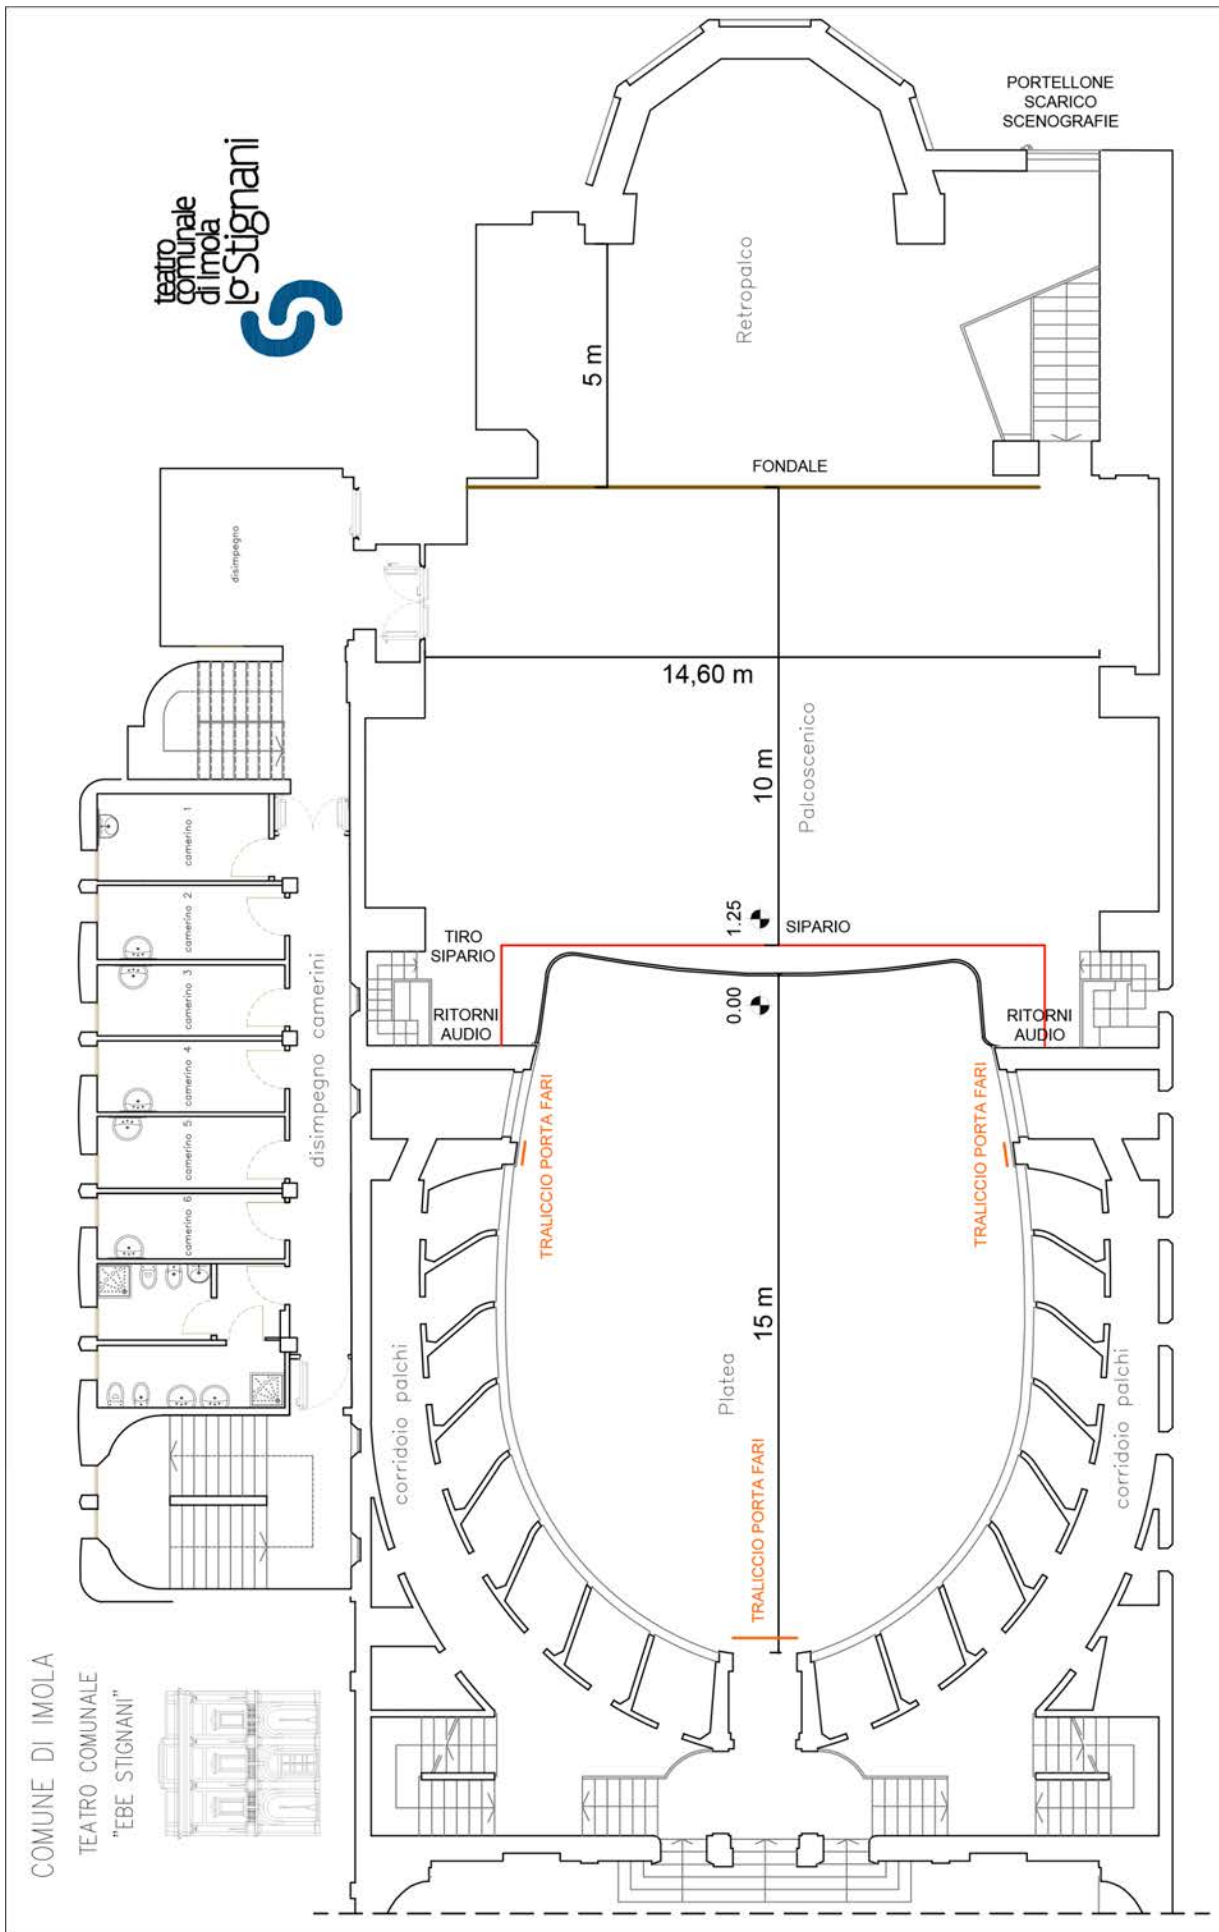 COMUNE DI IMOLA
TEATRO COMUNALE
"EBE STIGNANI"
teatro
comunale
di Imola
lo Stignani
PORTELLONE
SCARICO
SCENOGRAFIE
Retropalco
5 m
FONDALE
disimpegno
14,60 m
Palcoscenico
10 m
camerino 1
camerino 2
camerino 3
camerino 4
camerino 5
camerino 6
disimpegno camerini
TIRO
SIPARIO
1.25
SIPARIO
0.00
RITORNI
AUDIO
RITORNI
AUDIO
TRALICCIO PORTA FARI
TRALICCIO PORTA FARI
15 m
Platea
corridoio palchi
corridoio palchi
TRALICCIO PORTA FARI